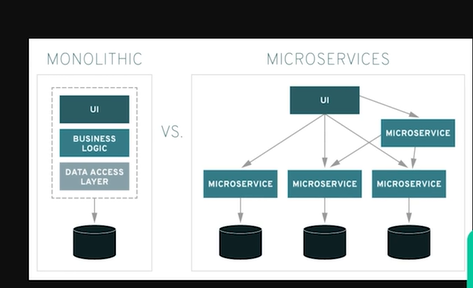 MONOLITHIC
UI
BUSINESS
LOGIC
DATA ACCESS
LAYER
VS.
MICROSERVICES
UI
MICROSERVICE
MICROSERVICE
MICROSERVICE
MICROSERVICE